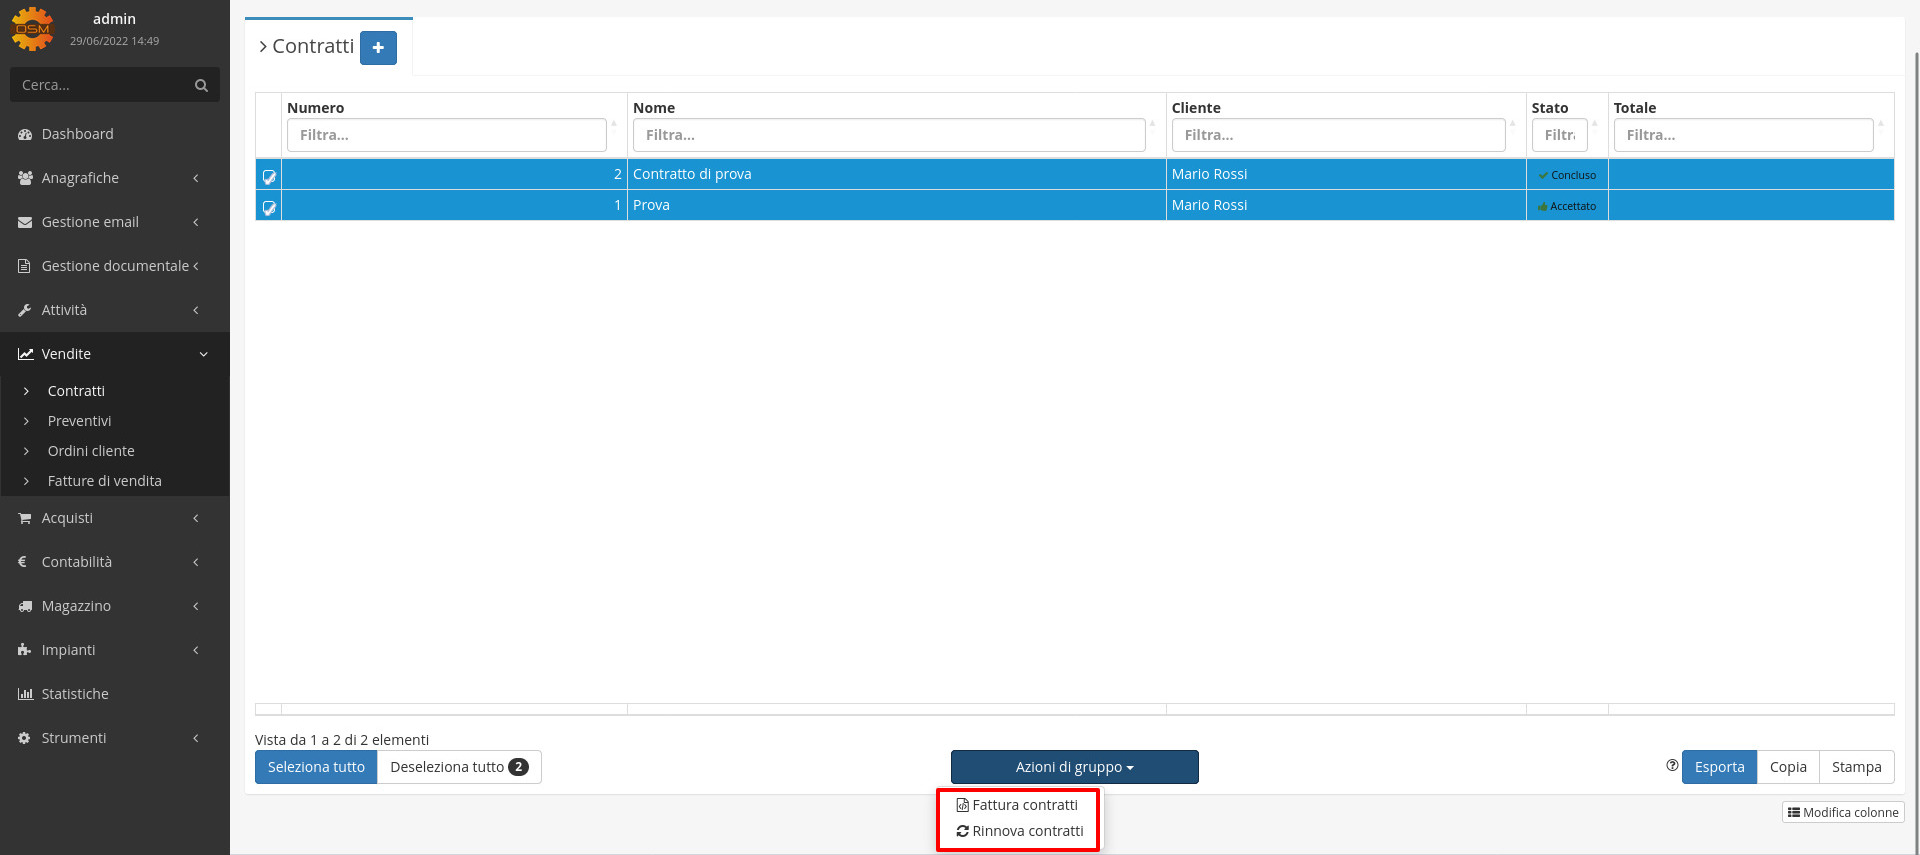 OSM
admin
29/06/2022 14:49
Cerca...
Dashboard
Anagrafiche
Gestione email
Gestione documentale
Attività
Vendite
Contratti
Preventivi
Ordini cliente
Fatture di vendita
Acquisti
Contabilità
Magazzino
Impianti
Statistiche
Strumenti
Contratti
Numero Nome Cliente Stato Totale
Filtra... Filtra... Filtra... Filtr Filtra...
2 Contratto di prova Mario Rossi Concluso
1 Prova Mario Rossi Accettato
Vista da 1 a 2 di 2 elementi
Seleziona tutto Deseleziona tutto 2 Azioni di gruppo Esporta Copia Stampa
Fattura contratti
Rinnova contratti
Modifica colonne